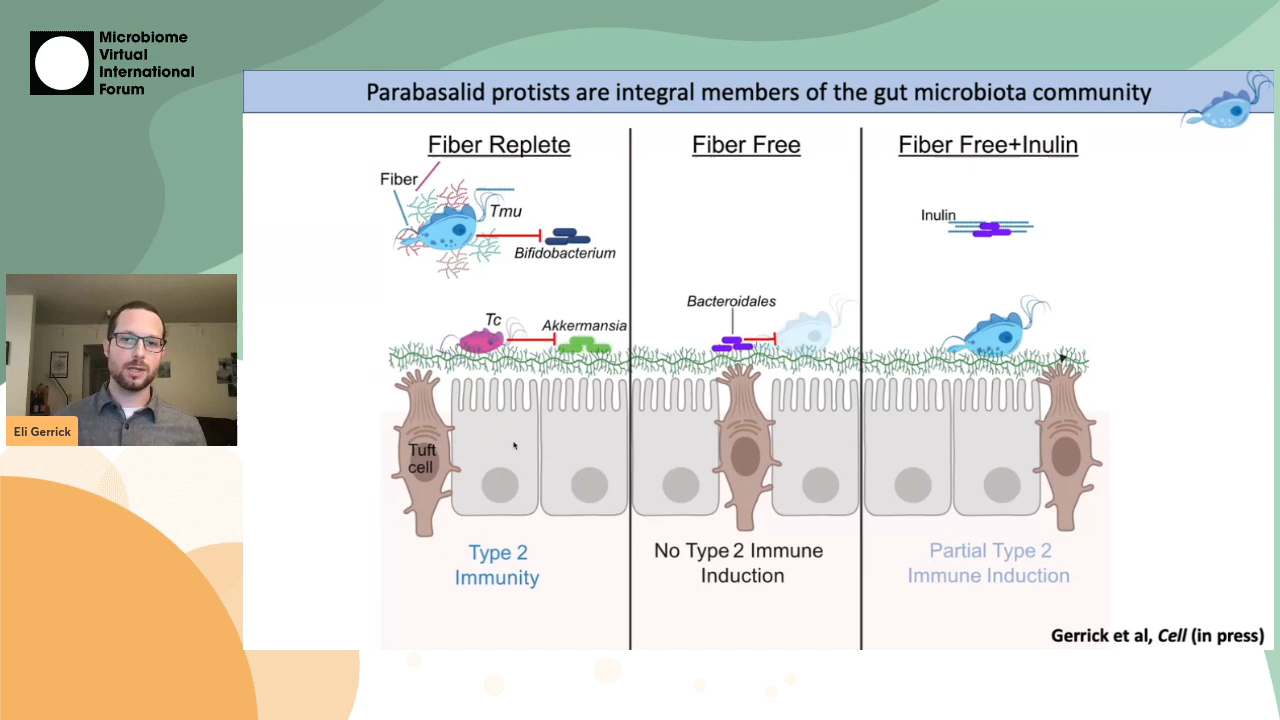 Microbiome
Virtual
International
Forum
Parabasalid protists are integral members of the gut microbiota community
Fiber Replete
Fiber Free
Fiber Free+Inulin
Fiber
Tmu
Bifidobacterium
Inulin
Tc
Akkermansia
Bacteroidales
Eli Gerrick
Tuft
cell
Type 2
Immunity
No Type 2 Immune
Induction
Partial Type 2
Immune Induction
Gerrick et al, Cell (in press)